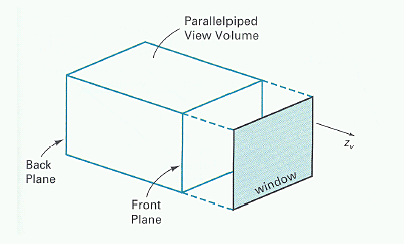 Parallelpiped
View Volume
z_v
Back
Plane
window
Front
Plane